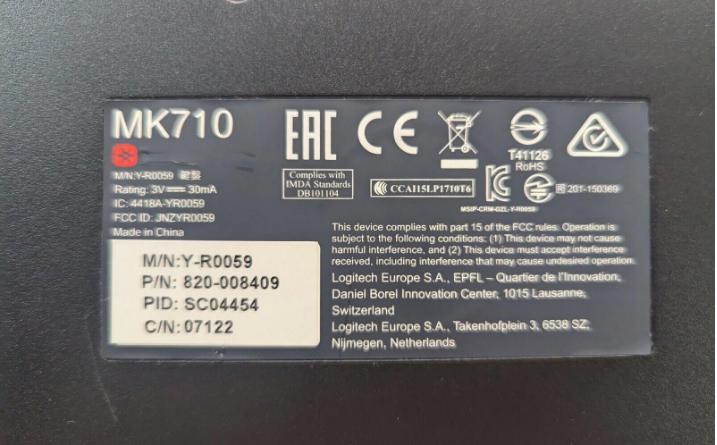 MK710
EAC CE
M/N:Y-R0059
Rating: 3V 30mA
IC: 4418A-YR0059
FCC ID: JNZYR0059
Made in China
Complies with
IMDA Standards
DB101104
CCAI15LP1710T6
T41126
RoHS
MSIP-CRM-DZL-Y-R0059
201-150369
M/N:Y-R0059
P/N: 820-008409
PID: SC04454
C/N: 07122
This device complies with part 15 of the FCC rules. Operation is
subject to the following conditions: (1) This device may not cause
harmful interference, and (2) This device must accept interference
received, including interference that may cause undesired operation.
Logitech Europe S.A., EPFL – Quartier de l'Innovation,
Daniel Borel Innovation Center, 1015 Lausanne,
Switzerland
Logitech Europe S.A., Takenhofplein 3, 6538 SZ,
Nijmegen, Netherlands